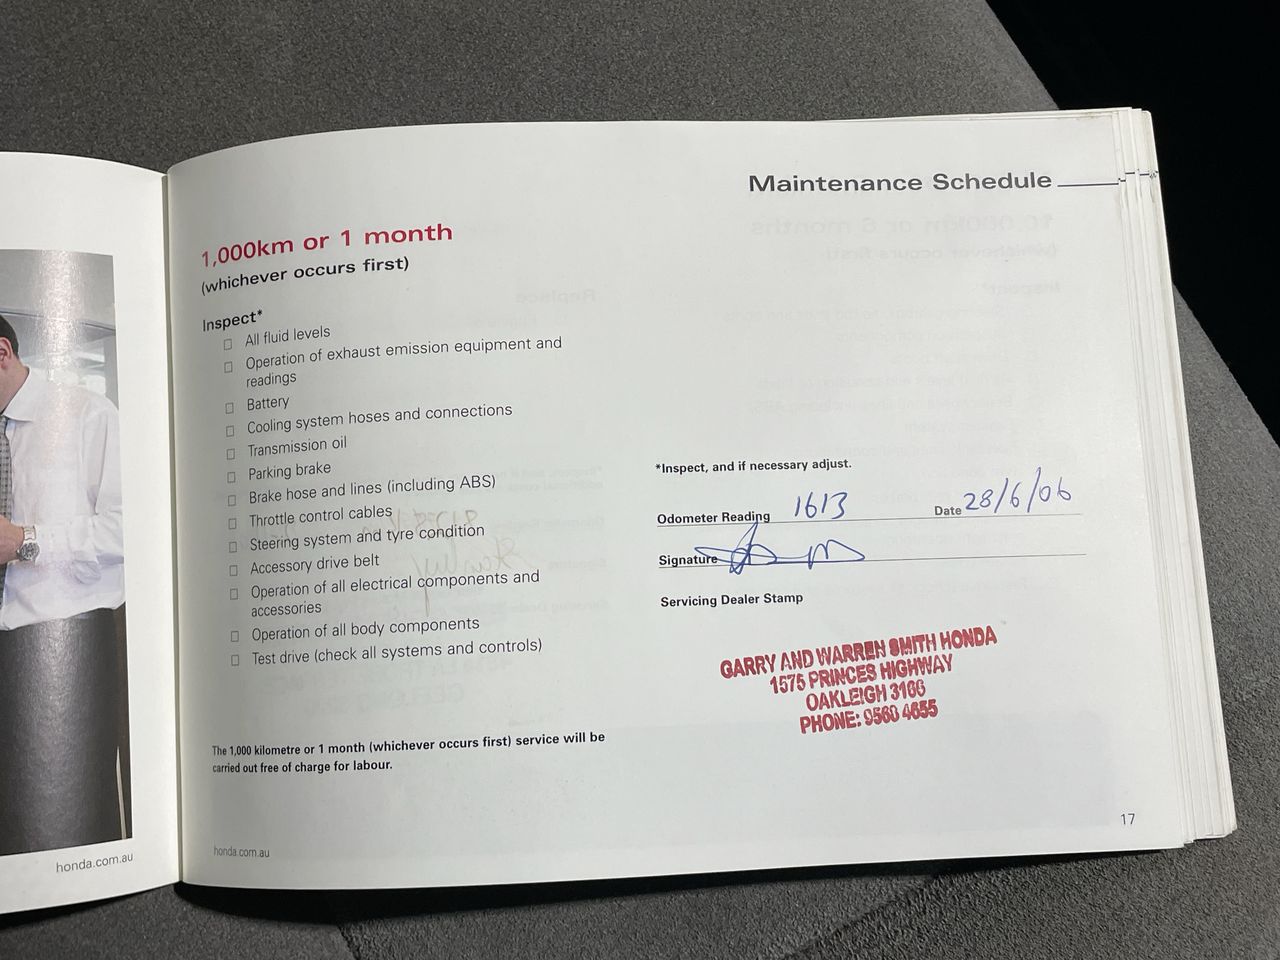 Maintenance Schedule
1,000km or 1 month
(whichever occurs first)
Inspect*
All fluid levels
Operation of exhaust emission equipment and
readings
Battery
Cooling system hoses and connections
Transmission oil
Parking brake
Brake hose and lines (including ABS)
Throttle control cables
Steering system and tyre condition
Accessory drive belt
Operation of all electrical components and
accessories
Operation of all body components
Test drive (check all systems and controls)
The 1,000 kilometre or 1 month (whichever occurs first) service will be
carried out free of charge for labour.
*Inspect, and if necessary adjust.
Odometer Reading 1613 Date 28/6/06
Signature
Servicing Dealer Stamp
GARRY AND WARREN SMITH HONDA
1575 PRINCES HIGHWAY
OAKLEIGH 3166
PHONE: 9568 4655
17
honda.com.au
honda.com.au